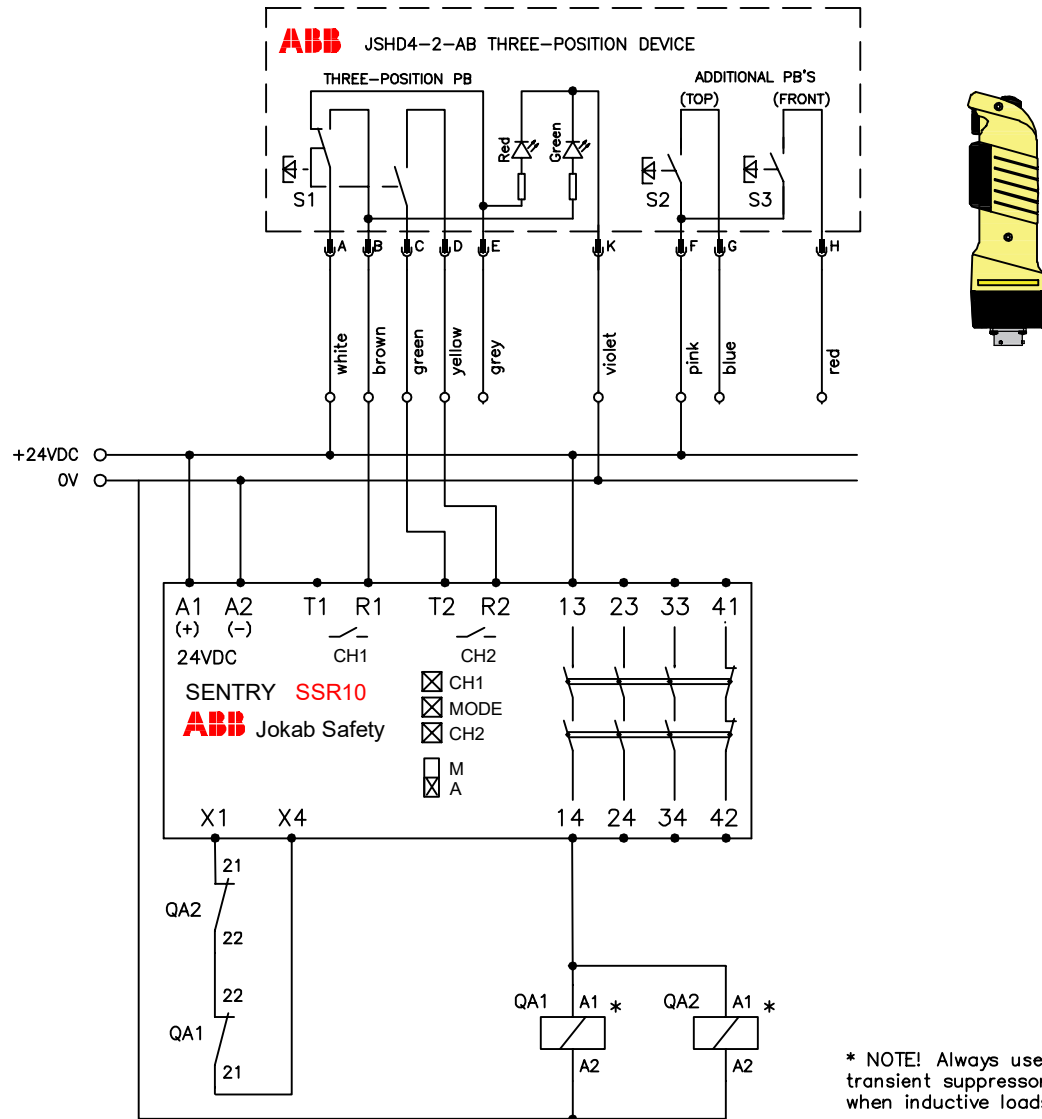 ABB JSHD4-2-AB THREE-POSITION DEVICE
THREE-POSITION PB
ADDITIONAL PB'S
(TOP) (FRONT)
Red
Green
S1
S2
S3
A B C D E K F G H
white
brown
green
yellow
grey
violet
pink
blue
red
+24VDC
0V
A1 A2 T1 R1 T2 R2 13 23 33 41
(+) (-)
24VDC
CH1
CH2
SENTRY SSR10
ABB Jokab Safety
CH1
MODE
CH2
M
A
X1 X4 14 24 34 42
21
QA2
22
22
QA1
21
QA1 A1 *
A2
QA2 A1 *
A2
* NOTE! Always use
transient suppressor
when inductive loads